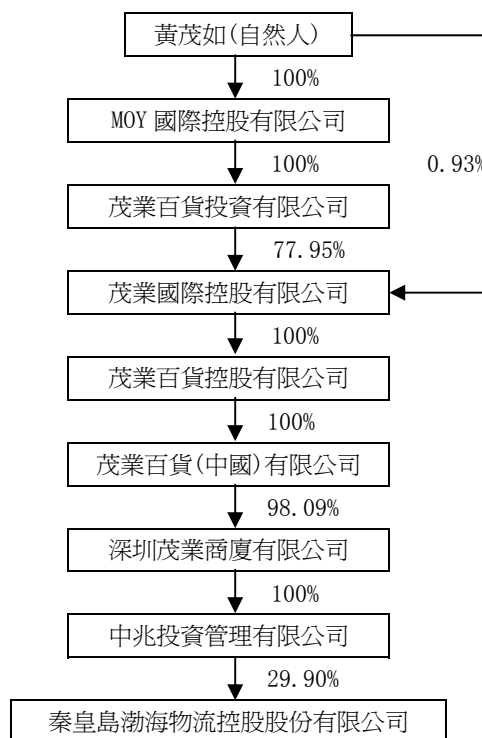 黃茂如(自然人)
100%
MOY 國際控股有限公司
100%
0.93%
茂業百貨投資有限公司
77.95%
茂業國際控股有限公司
100%
茂業百貨控股有限公司
100%
茂業百貨(中國)有限公司
98.09%
深圳茂業商廈有限公司
100%
中兆投資管理有限公司
29.90%
秦皇島渤海物流控股股份有限公司